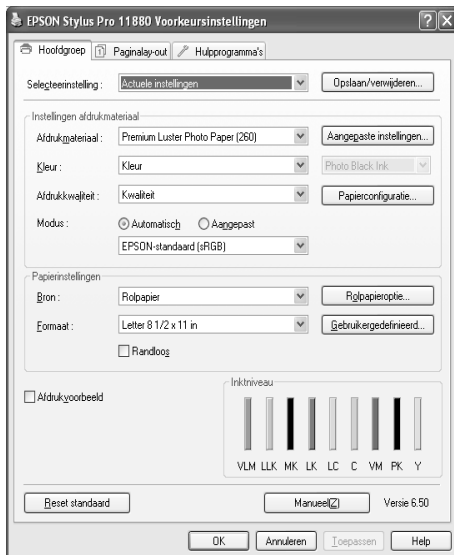 EPSON Stylus Pro 11880 Voorkeursinstellingen
Hoofdgroep Paginalay-out Hulpprogramma's
Selecteerinstelling : Actuele instellingen Opslaan/verwijderen...
Instellingen afdrukmateriaal
Afdrukmateriaal : Premium Luster Photo Paper (260) Aangepaste instellingen...
Kleur : Kleur Photo Black Ink
Afdrukkwaliteit : Kwaliteit Papierconfiguratie...
Modus : Automatisch Aangepast
EPSON-standaard (sRGB)
Papierinstellingen
Bron : Rolpapier Rolpapieroptie...
Formaat : Letter 8 1/2 x 11 in Gebruikergedefinieerd...
Randloos
Afdrukvoorbeeld
Inktniveau
VLM LLK MK LK LC C VM PK Y
Reset standaard Manueel(Z) Versie 6.50
OK Annuleren Toepassen Help